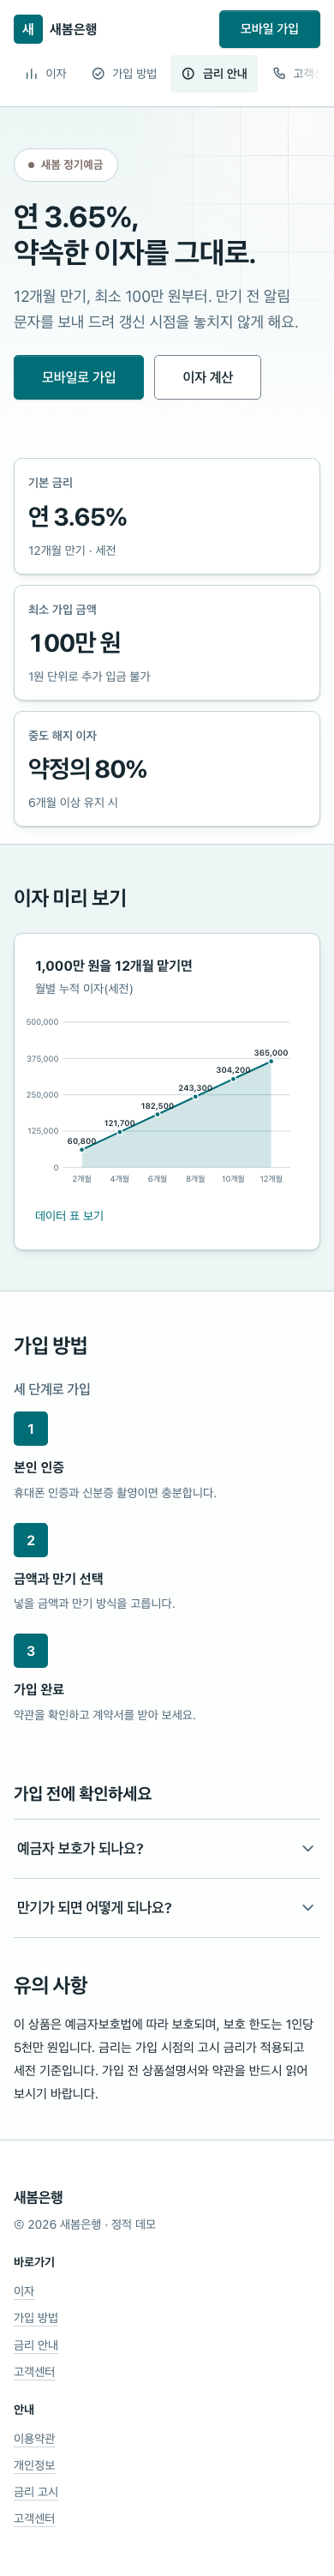 새 새봄은행
모바일 가입
이자 가입 방법 금리 안내
새봄 정기예금
연 3.65%,
약속한 이자를 그대로.
12개월 만기, 최소 100만 원부터. 만기 전 알림
문자를 보내 드려 갱신 시점을 놓치지 않게 해요.
모바일로 가입 이자 계산
기본 금리
연 3.65%
12개월 만기 · 세전
최소 가입 금액
100만 원
1원 단위로 추가 입금 불가
중도 해지 이자
약정의 80%
6개월 이상 유지 시
이자 미리 보기
1,000만 원을 12개월 맡기면
월별 누적 이자(세전)
500,000
375,000
250,000
125,000
0
60,800
121,700
182,500
243,300
304,200
365,000
2개월 4개월 6개월 8개월 10개월 12개월
데이터 표 보기
가입 방법
세 단계로 가입
1
본인 인증
휴대폰 인증과 신분증 촬영이면 충분합니다.
2
금액과 만기 선택
넣을 금액과 만기 방식을 고릅니다.
3
가입 완료
약관을 확인하고 계약서를 받아 보세요.
가입 전에 확인하세요
예금자 보호가 되나요?
만기가 되면 어떻게 되나요?
유의 사항
이 상품은 예금자보호법에 따라 보호되며, 보호 한도는 1인당
5천만 원입니다. 금리는 가입 시점의 고시 금리가 적용되고
세전 기준입니다. 가입 전 상품설명서와 약관을 반드시 읽어
보시기 바랍니다.
새봄은행
© 2026 새봄은행 · 정적 데모
바로가기
이자
가입 방법
금리 안내
고객센터
안내
이용약관
개인정보
금리 고시
고객센터